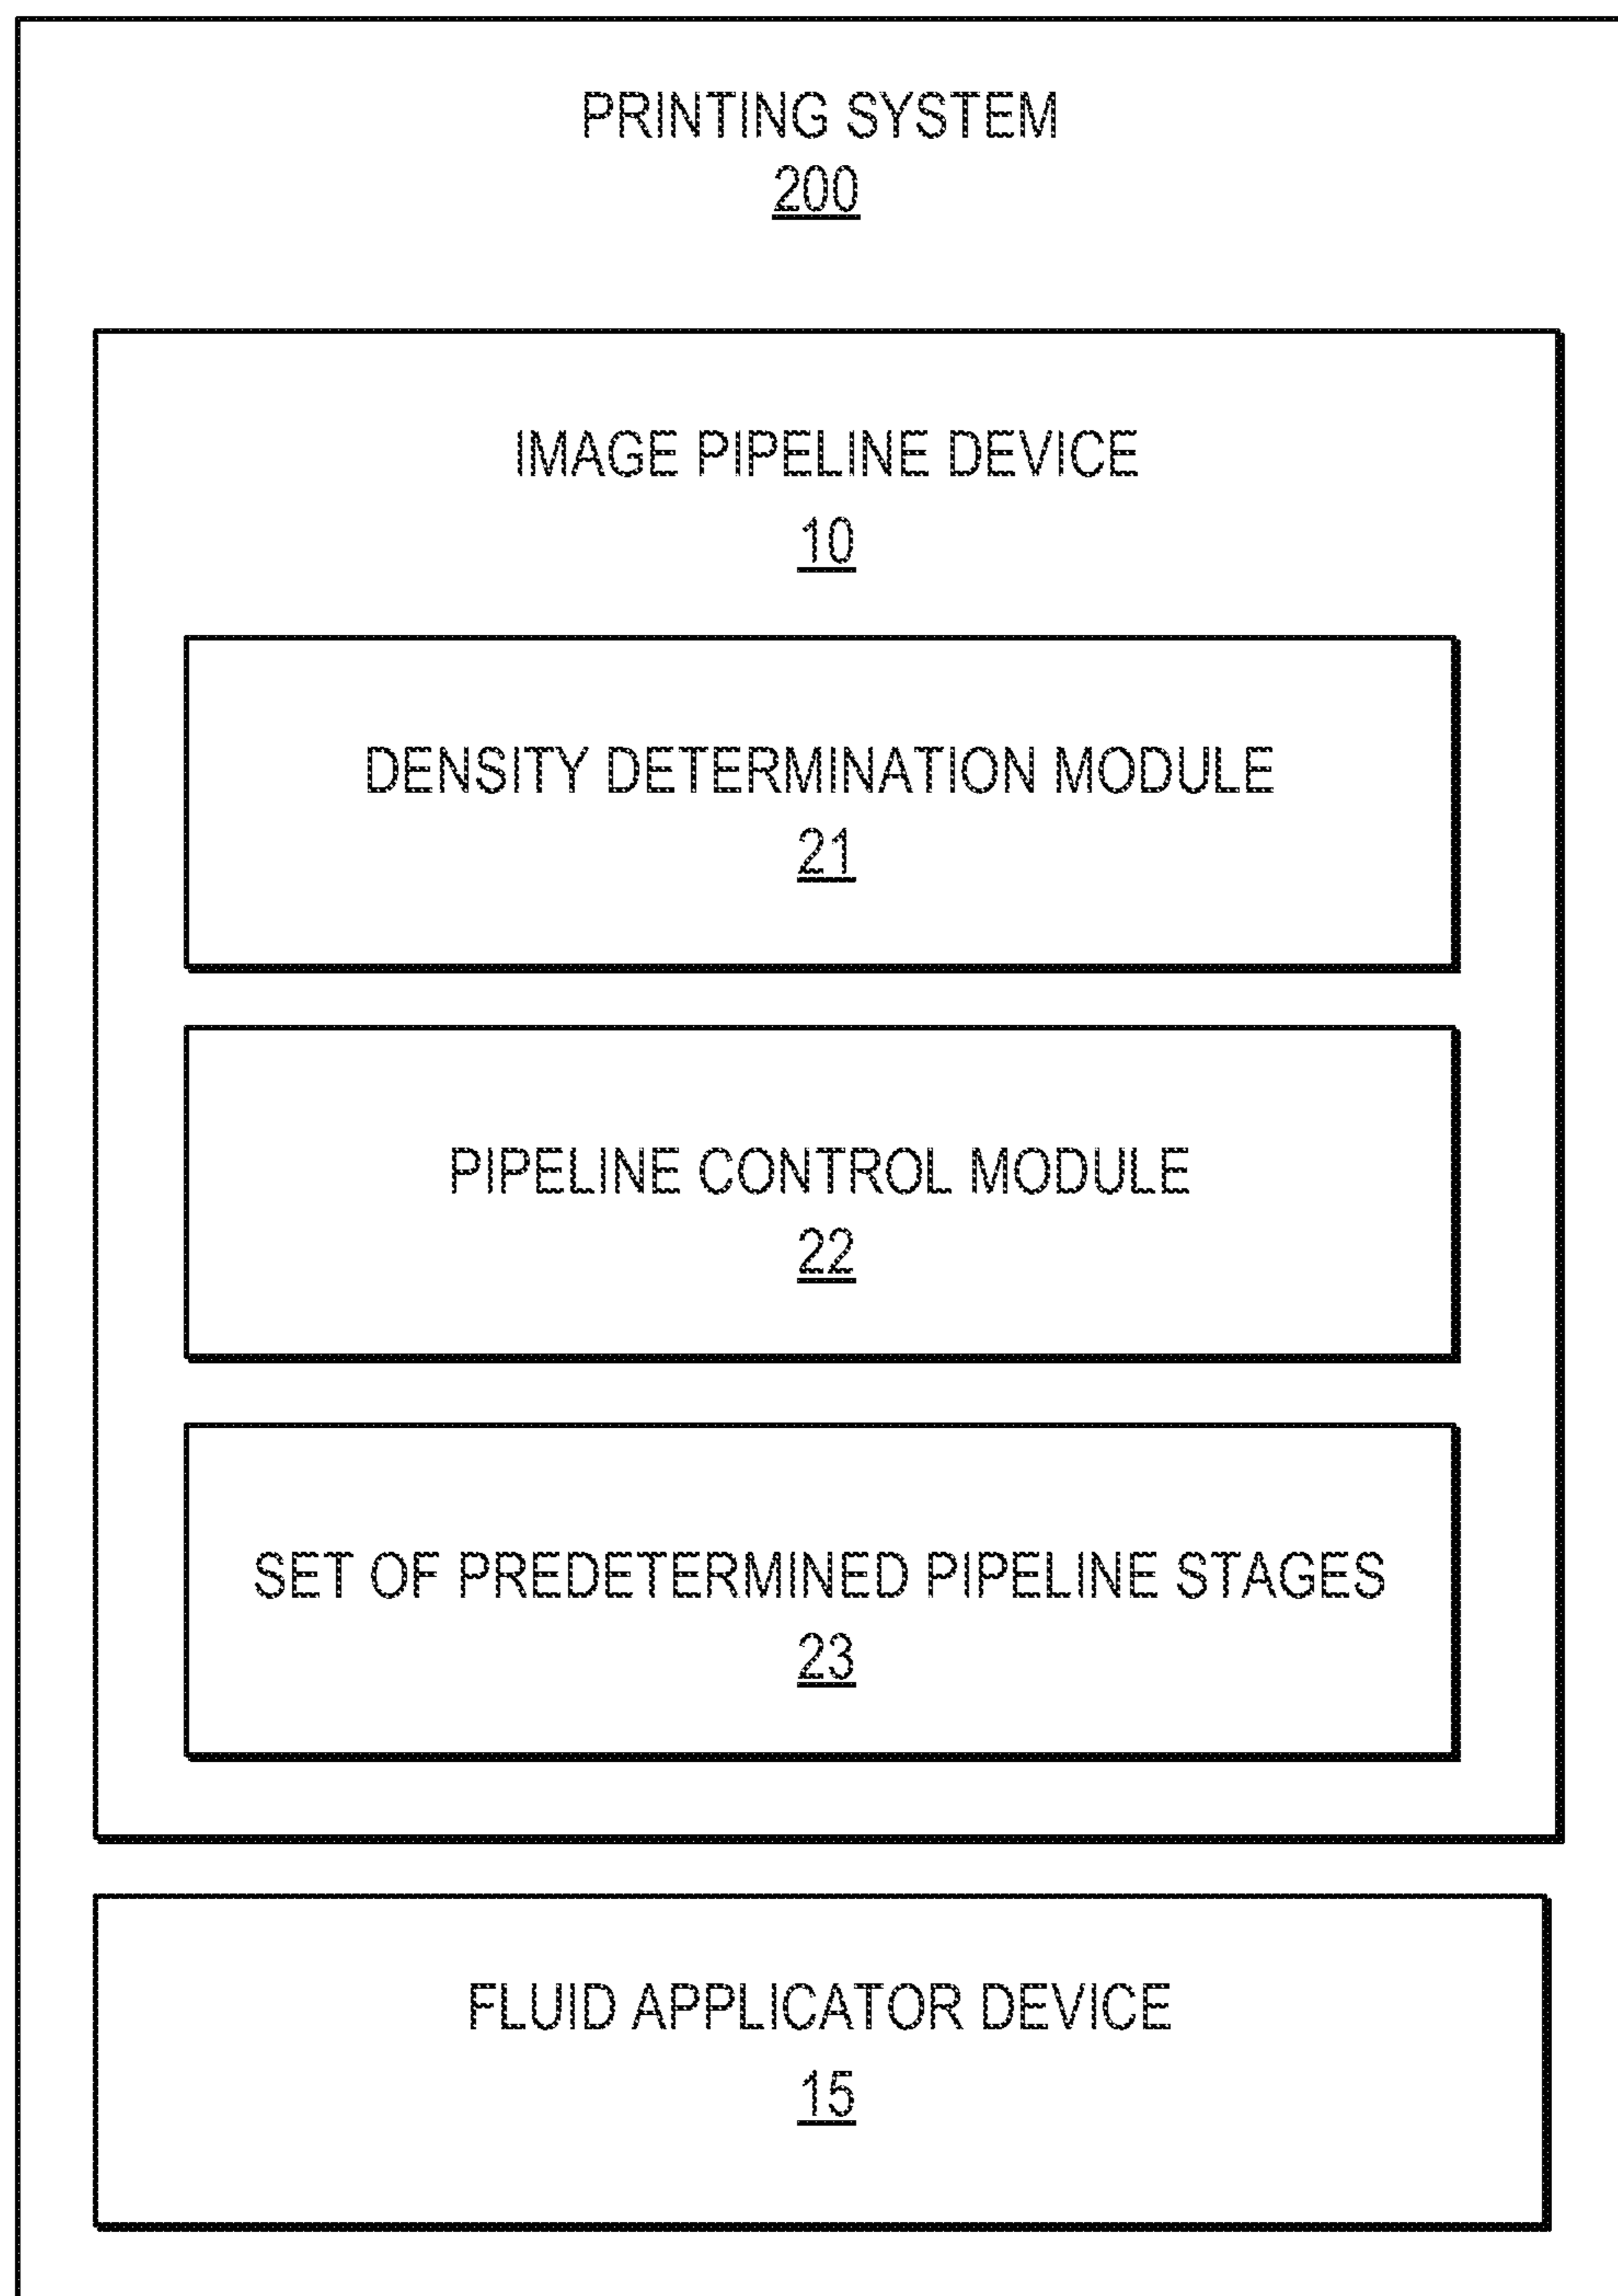 PRINTING SYSTEM
200
IMAGE PIPELINE DEVICE
10
DENSITY DETERMINATION MODULE
21
PIPELINE CONTROL MODULE
22
SET OF PREDETERMINED PIPELINE STAGES
23
FLUID APPLICATOR DEVICE
15